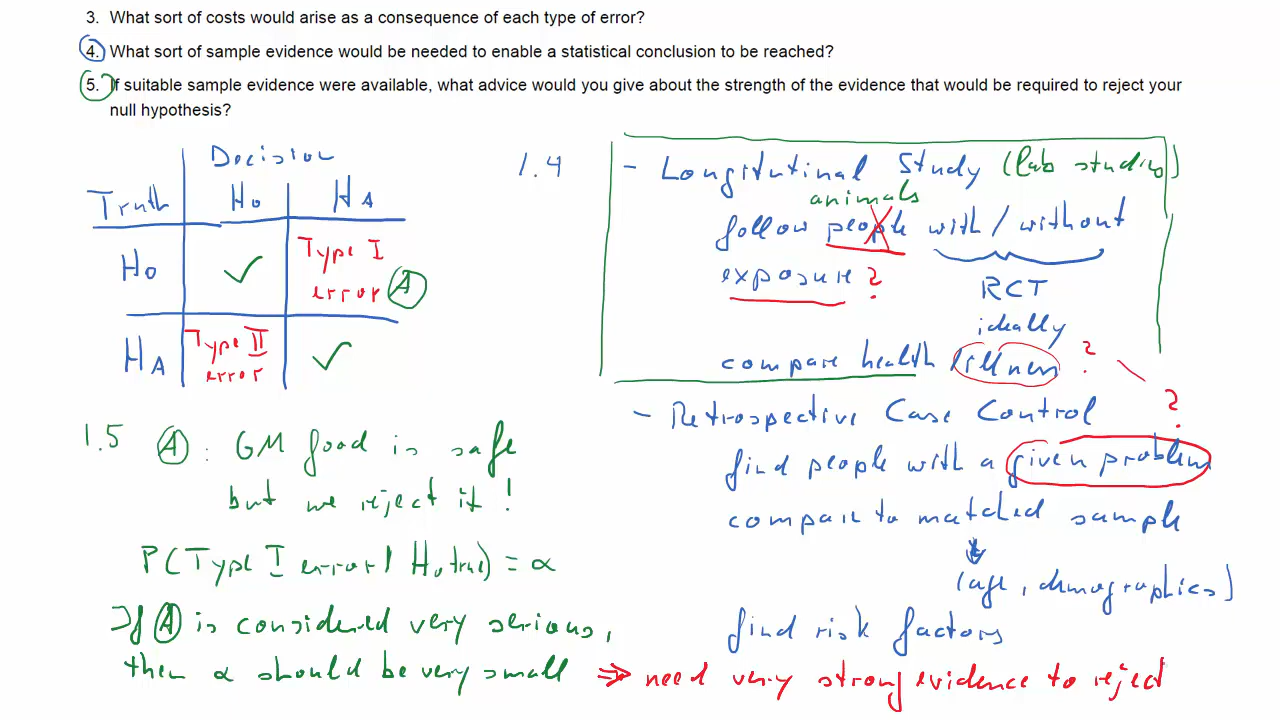 3. What sort of costs would arise as a consequence of each type of error?
4. What sort of sample evidence would be needed to enable a statistical conclusion to be reached?
5. If suitable sample evidence were available, what advice would you give about the strength of the evidence that would be required to reject your
null hypothesis?
Decision
Truth Ho HA
Ho ✓ Type I
error A
HA Type II
error ✓
1.4
- Longitutinal Study (lab studies)
animals
follow people with / without
exposure ?
RCT
ideally
compare health / illness ?
?
- Retrospective Case Control
find people with a given problem
compare to matched sample
(age, demographics)
find risk factors
1.5 A : GM food is safe
but we reject it !
P(Type I error | Ho true) = α
If A is considered very serious,
then α should be very small ⇒ need very strong evidence to reject